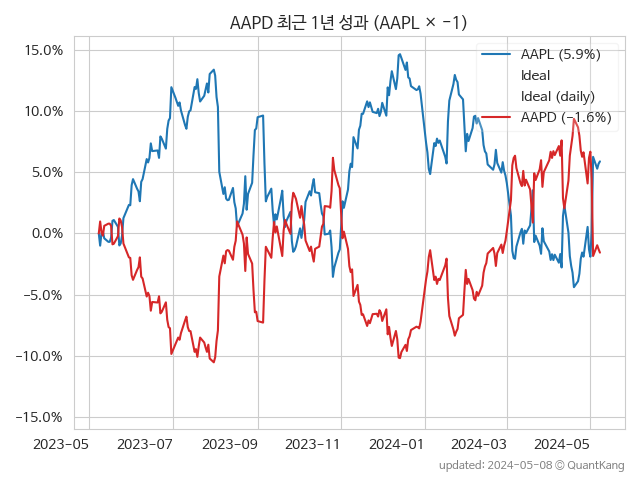 AAPD 최근 1년 성과 (AAPL × −1)
15.0%
10.0%
5.0%
0.0%
−5.0%
−10.0%
−15.0%
AAPL (5.9%)
Ideal
Ideal (daily)
AAPD (−1.6%)
2023-05 2023-07 2023-09 2023-11 2024-01 2024-03 2024-05
updated: 2024-05-08 © QuantKang